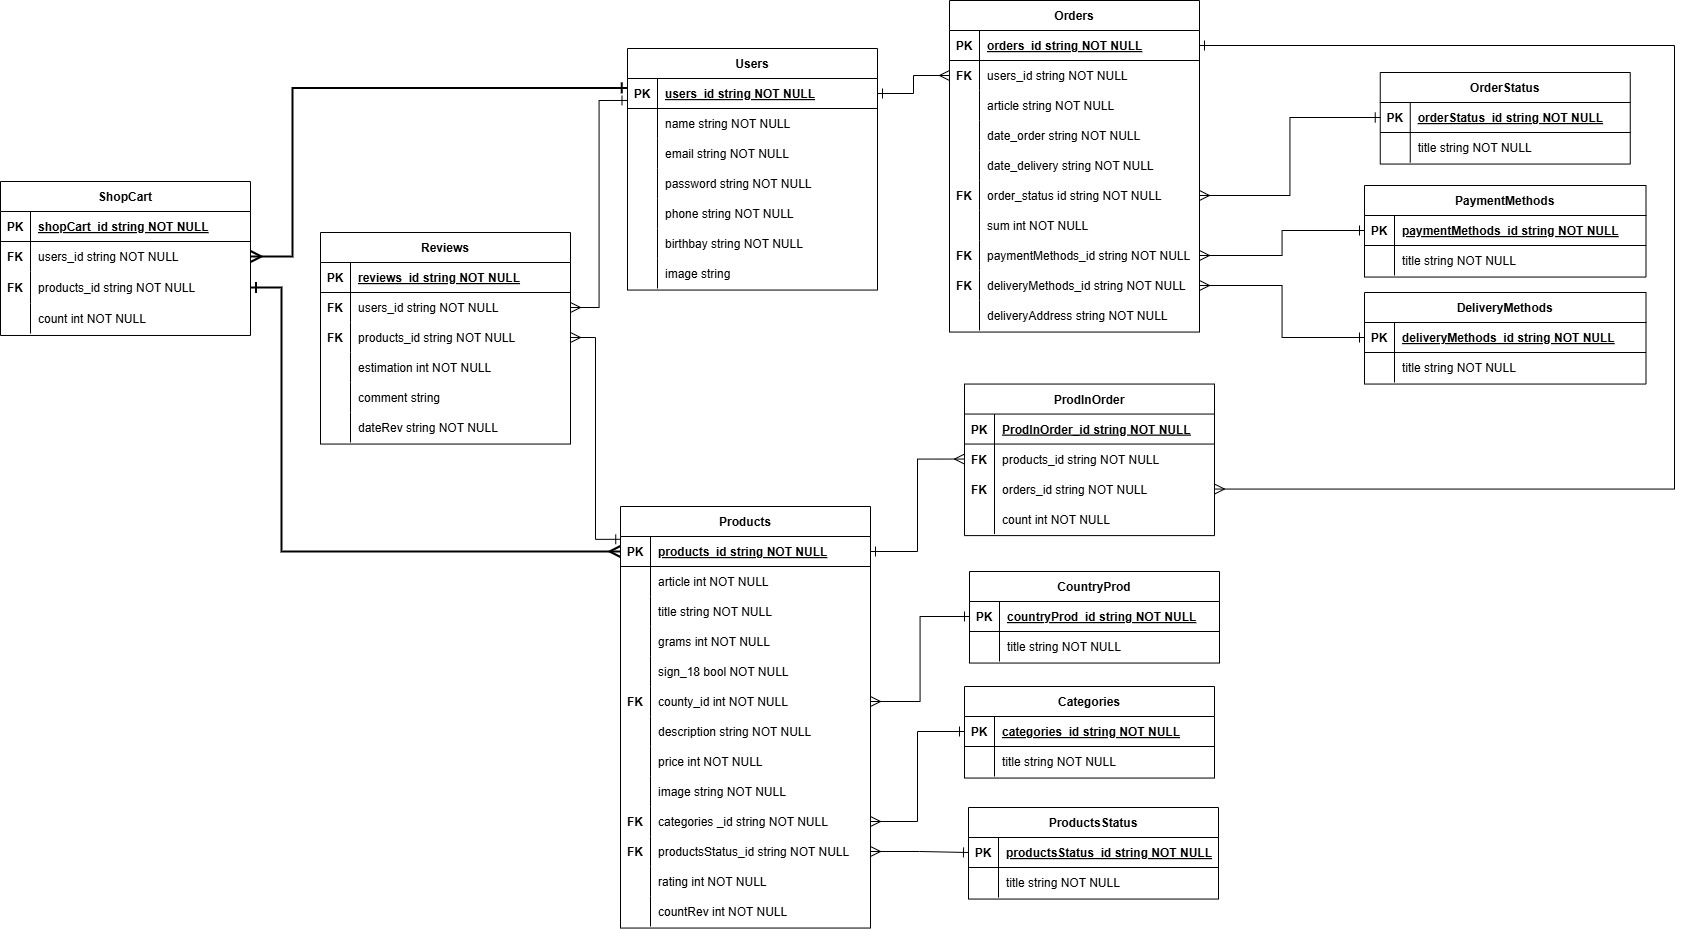 ShopCart
PK shopCart_id string NOT NULL
FK users_id string NOT NULL
FK products_id string NOT NULL
count int NOT NULL
Reviews
PK reviews_id string NOT NULL
FK users_id string NOT NULL
FK products_id string NOT NULL
estimation int NOT NULL
comment string
dateRev string NOT NULL
Users
PK users_id string NOT NULL
name string NOT NULL
email string NOT NULL
password string NOT NULL
phone string NOT NULL
birthbay string NOT NULL
image string
Products
PK products_id string NOT NULL
article int NOT NULL
title string NOT NULL
grams int NOT NULL
sign_18 bool NOT NULL
FK county_id int NOT NULL
description string NOT NULL
price int NOT NULL
image string NOT NULL
FK categories _id string NOT NULL
FK productsStatus_id string NOT NULL
rating int NOT NULL
countRev int NOT NULL
Orders
PK orders_id string NOT NULL
FK users_id string NOT NULL
article string NOT NULL
date_order string NOT NULL
date_delivery string NOT NULL
FK order_status id string NOT NULL
sum int NOT NULL
FK paymentMethods_id string NOT NULL
FK deliveryMethods_id string NOT NULL
deliveryAddress string NOT NULL
OrderStatus
PK orderStatus_id string NOT NULL
title string NOT NULL
PaymentMethods
PK paymentMethods_id string NOT NULL
title string NOT NULL
DeliveryMethods
PK deliveryMethods_id string NOT NULL
title string NOT NULL
ProdInOrder
PK ProdInOrder_id string NOT NULL
FK products_id string NOT NULL
FK orders_id string NOT NULL
count int NOT NULL
CountryProd
PK countryProd_id string NOT NULL
title string NOT NULL
Categories
PK categories_id string NOT NULL
title string NOT NULL
ProductsStatus
PK productsStatus_id string NOT NULL
title string NOT NULL